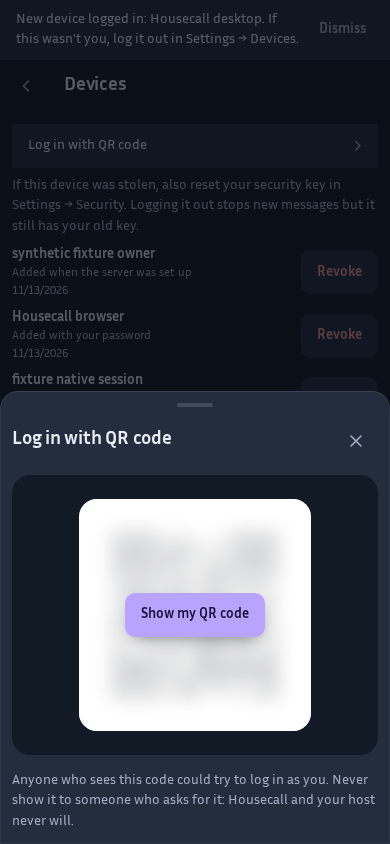 New device logged in: Housecall desktop. If
this wasn't you, log it out in Settings → Devices.
Dismiss
Devices
Log in with QR code
If this device was stolen, also reset your security key in
Settings → Security. Logging it out stops new messages but it
still has your old key.
synthetic fixture owner
Added when the server was set up
11/13/2026
Revoke
Housecall browser
Added with your password
11/13/2026
Revoke
fixture native session
Log in with QR code
Show my QR code
Anyone who sees this code could try to log in as you. Never
show it to someone who asks for it: Housecall and your host
never will.